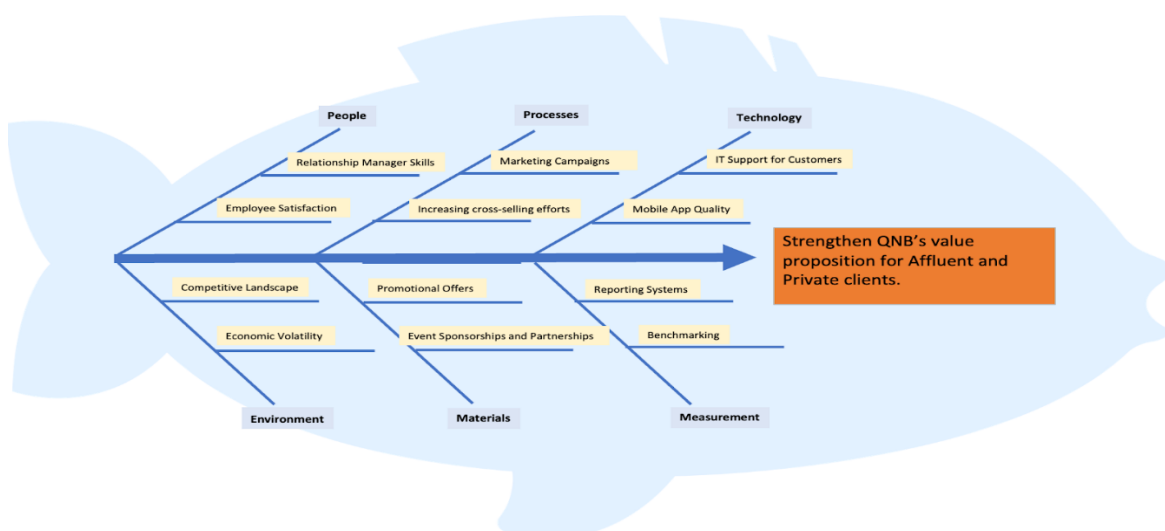 People
Processes
Technology
Relationship Manager Skills
Marketing Campaigns
IT Support for Customers
Employee Satisfaction
Increasing cross-selling efforts
Mobile App Quality
Strengthen QNB's value
proposition for Affluent and
Private clients.
Competitive Landscape
Promotional Offers
Reporting Systems
Economic Volatility
Event Sponsorships and Partnerships
Benchmarking
Environment
Materials
Measurement